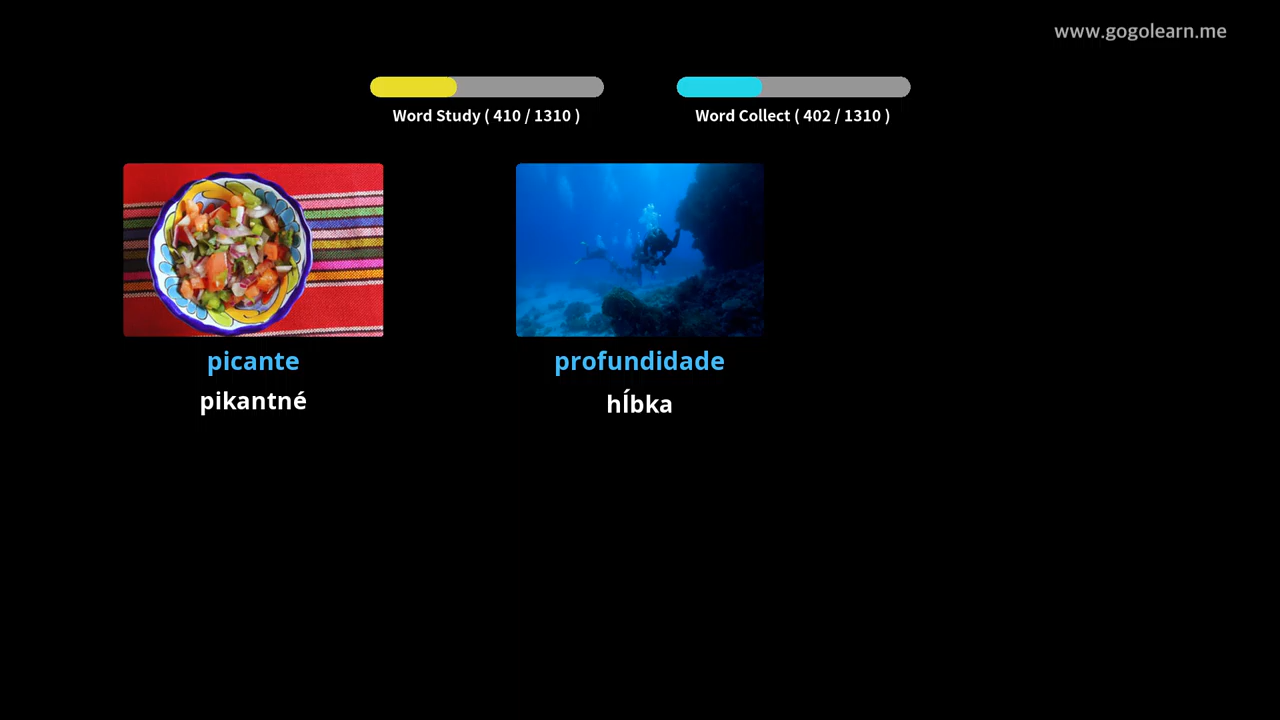 www.gogolearn.me
Word Study ( 410 / 1310 )
Word Collect ( 402 / 1310 )
picante
profundidade
pikantné
hĺbka